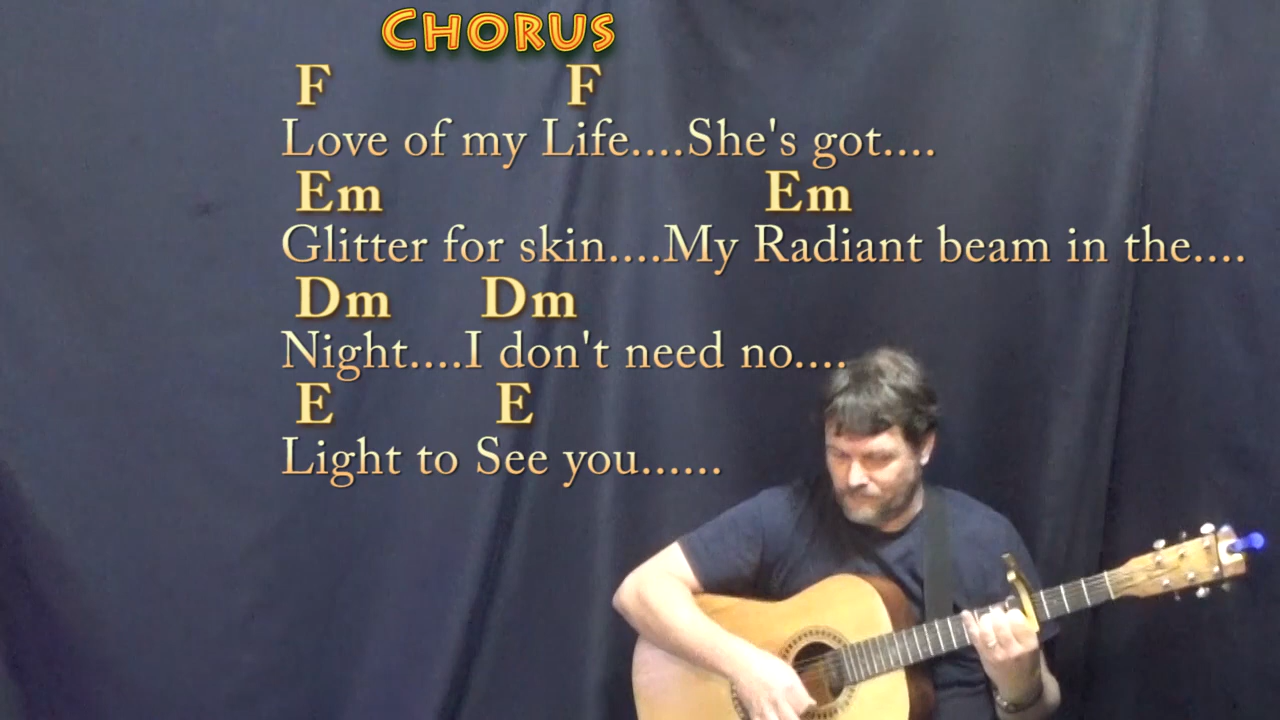 CHORUS
F F
Love of my Life....She's got....
Em Em
Glitter for skin....My Radiant beam in the....
Dm Dm
Night....I don't need no....
E E
Light to See you......